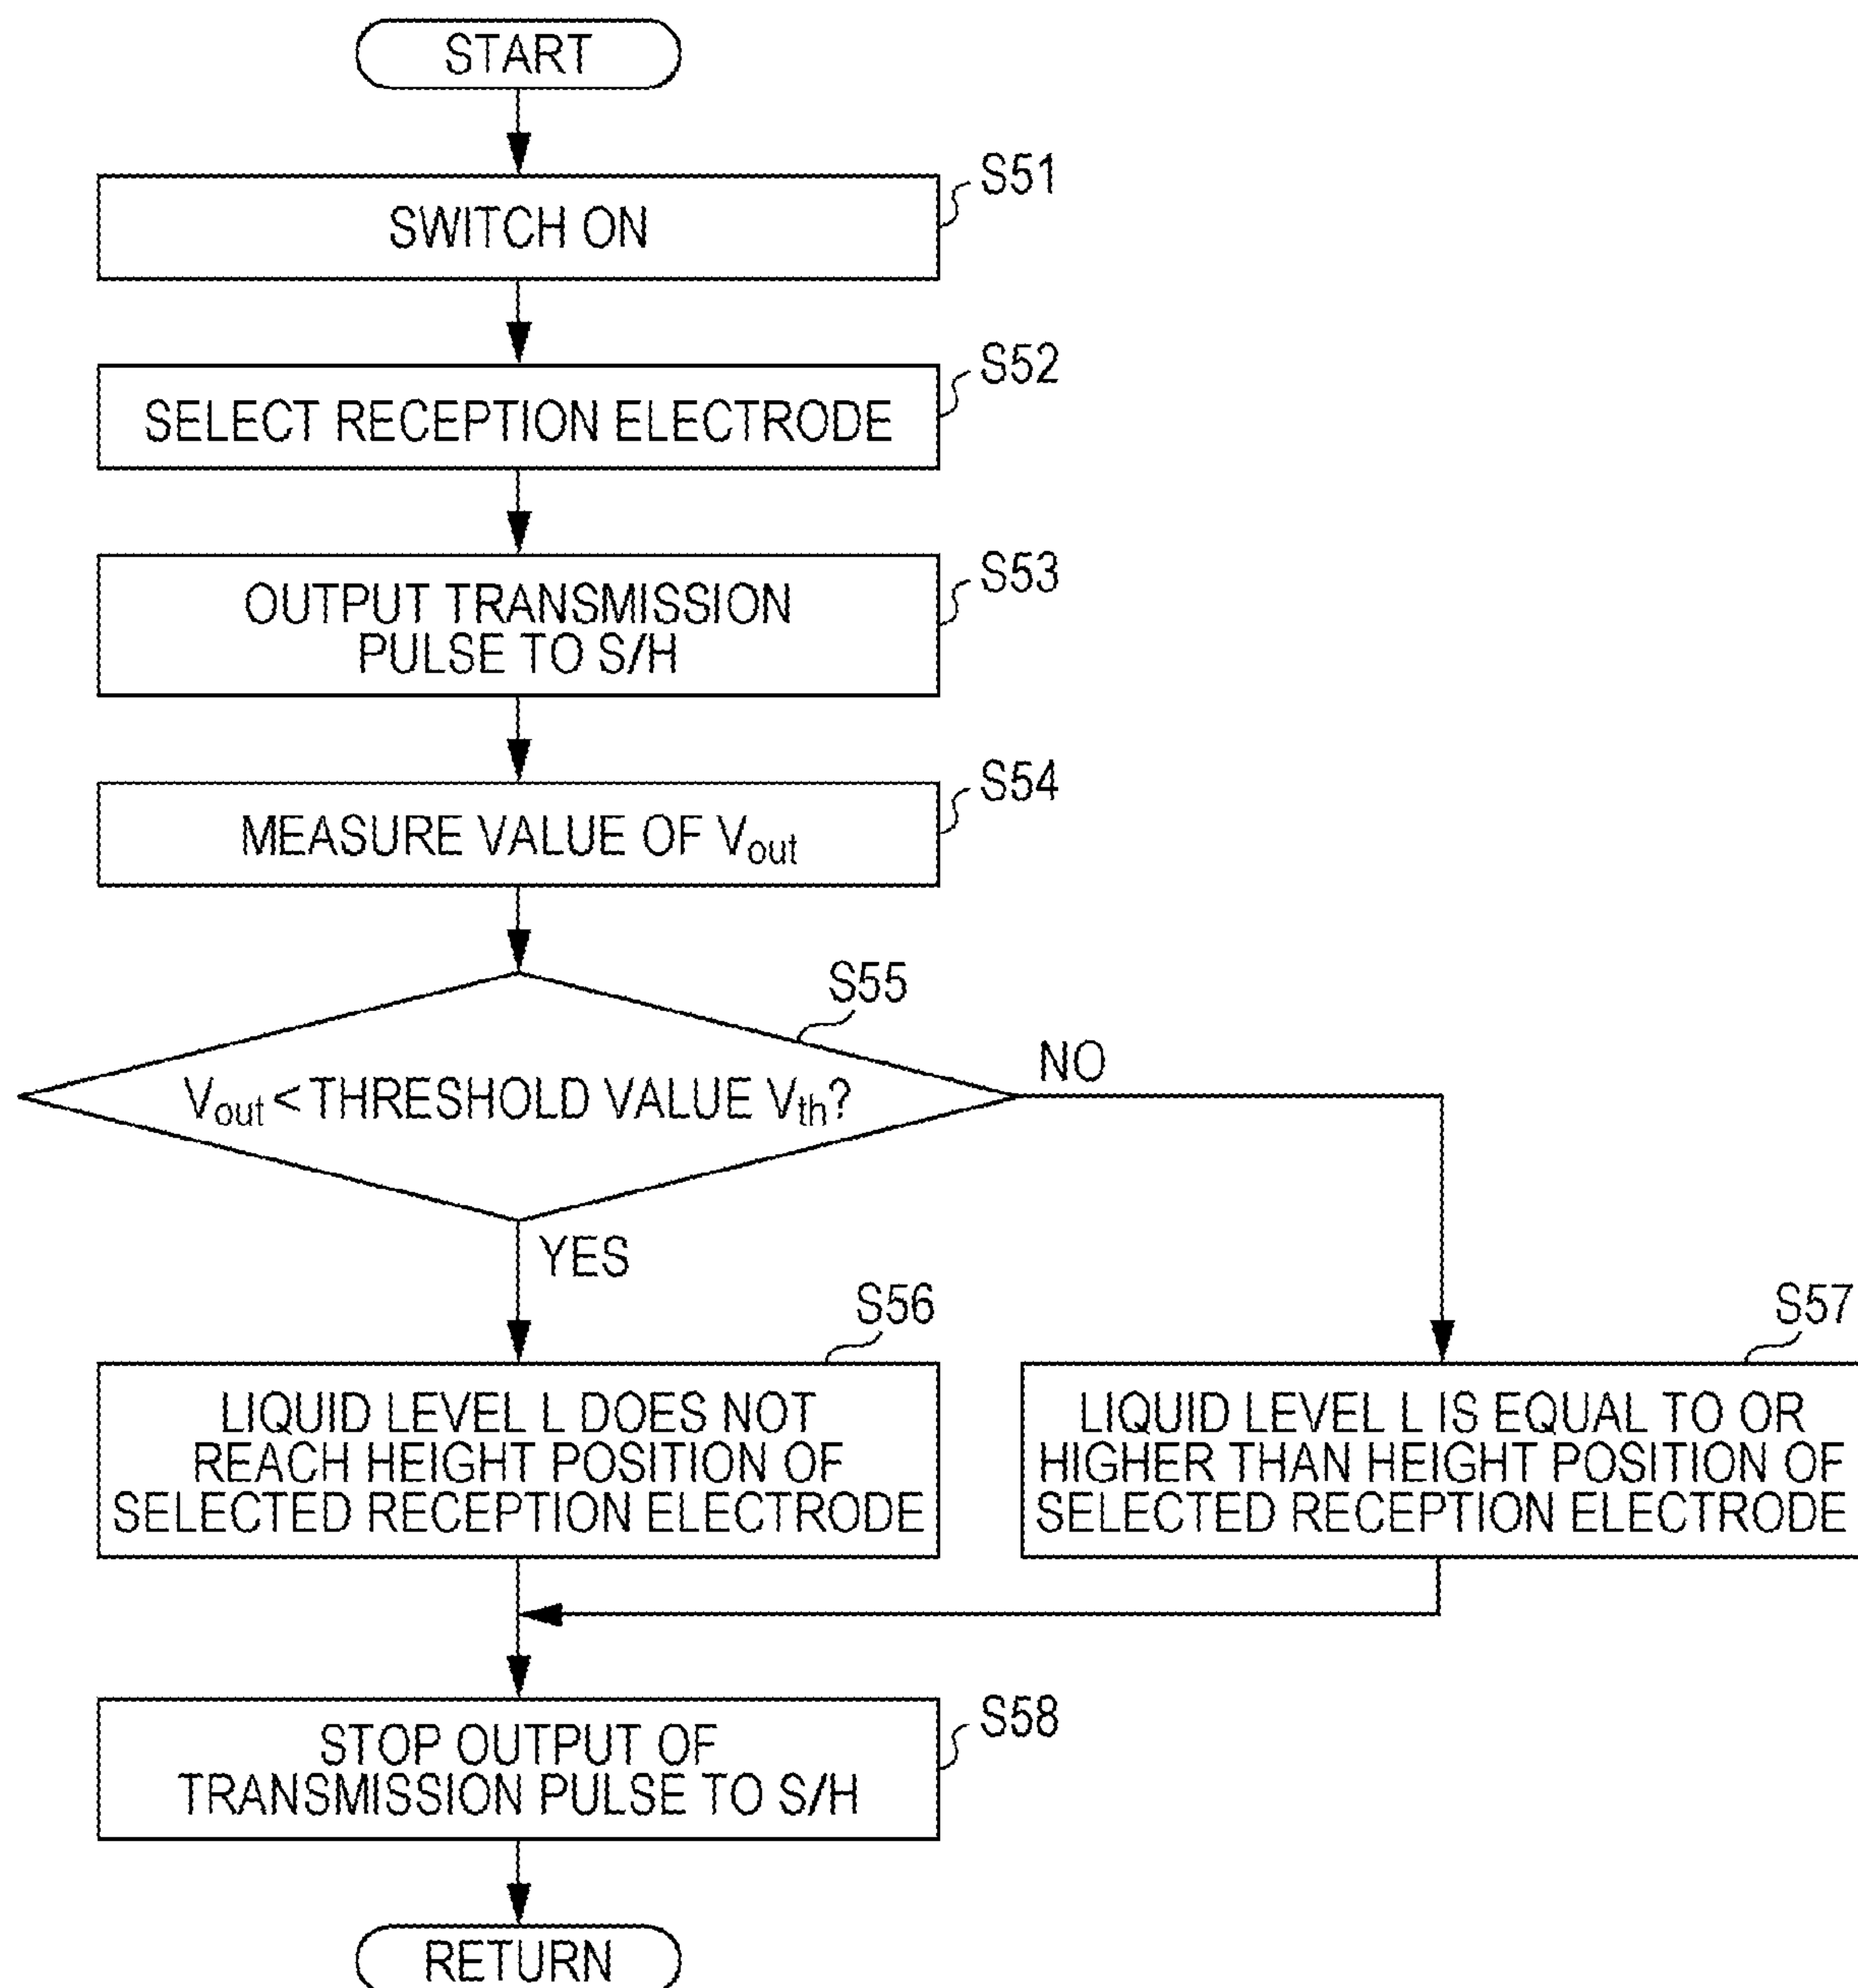 START
S51
SWITCH ON
S52
SELECT RECEPTION ELECTRODE
S53
OUTPUT TRANSMISSION
PULSE TO S/H
S54
MEASURE VALUE OF Vout
S55
Vout < THRESHOLD VALUE Vth?
NO
YES
S56
LIQUID LEVEL L DOES NOT
REACH HEIGHT POSITION OF
SELECTED RECEPTION ELECTRODE
S57
LIQUID LEVEL L IS EQUAL TO OR
HIGHER THAN HEIGHT POSITION OF
SELECTED RECEPTION ELECTRODE
S58
STOP OUTPUT OF
TRANSMISSION PULSE TO S/H
RETURN